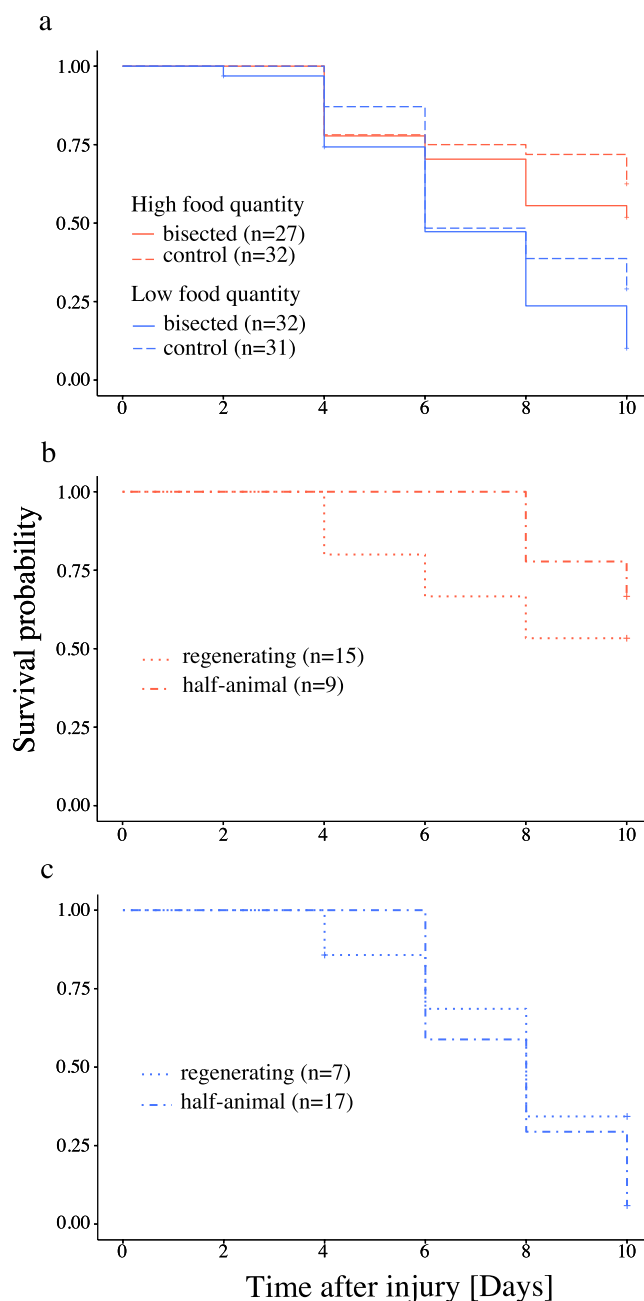 a
1.00
0.75
0.50
0.25
0.00
High food quantity
bisected (n=27)
control (n=32)
Low food quantity
bisected (n=32)
control (n=31)
0 2 4 6 8 10
b
1.00
0.75
0.50
0.25
0.00
Survival probability
regenerating (n=15)
half-animal (n=9)
0 2 4 6 8 10
c
1.00
0.75
0.50
0.25
0.00
regenerating (n=7)
half-animal (n=17)
0 2 4 6 8 10
Time after injury [Days]